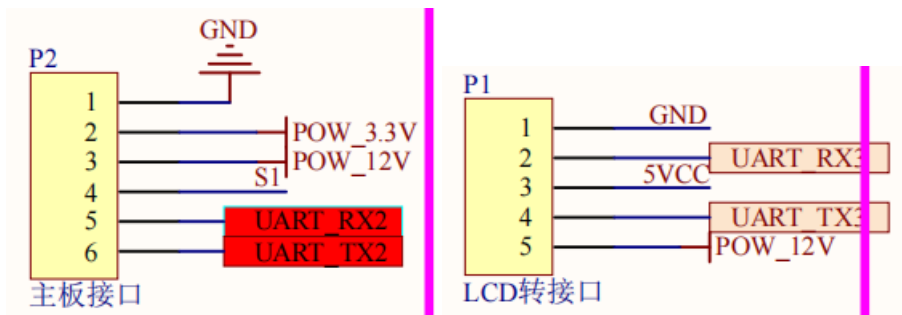 GND
P2
1
2 POW_3.3V
3 POW_12V
4 S1
5 UART_RX2
6 UART_TX2
主板接口
P1
1 GND
2 UART_RX3
3 5VCC
4 UART_TX3
5 POW_12V
LCD转接口